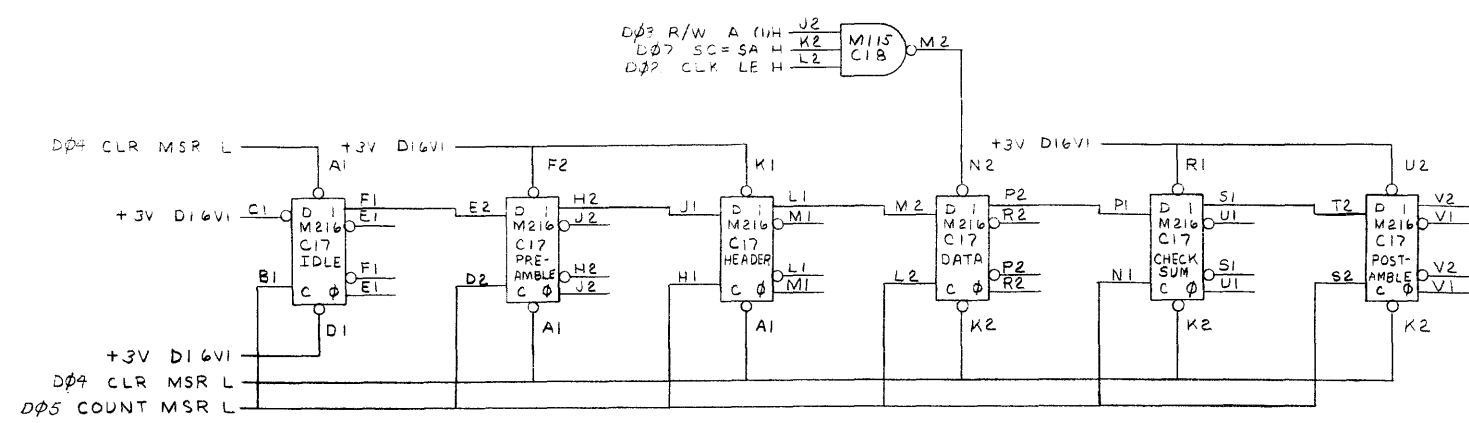 DØ3 R/W A (1)H J2
DØ7 SC=SA H K2
DØ2 CLK LE H L2
M115
C18
M2
DØ4 CLR MSR L
A1
+3V D16V1
F2
K1
N2
+3V D16V1
R1
U2
+3V D16V1 C1
D 1
M216
C17
IDLE
C Ø
F1
E1
F1
E1
B1
D1
E2
D 1
M216
C17
PRE-
AMBLE
C Ø
H2
J2
H2
J2
D2
A1
J1
D 1
M216
C17
HEADER
C Ø
L1
M1
L1
M1
H1
A1
M2
D 1
M216
C17
DATA
C Ø
P2
R2
P2
R2
L2
K2
P1
D 1
M216
C17
CHECK
SUM
C Ø
S1
U1
S1
U1
N1
K2
T2
D 1
M216
C17
POST-
AMBLE
C Ø
V2
V1
V2
V1
S2
K2
+3V D16V1
DØ4 CLR MSR L
DØ5 COUNT MSR L